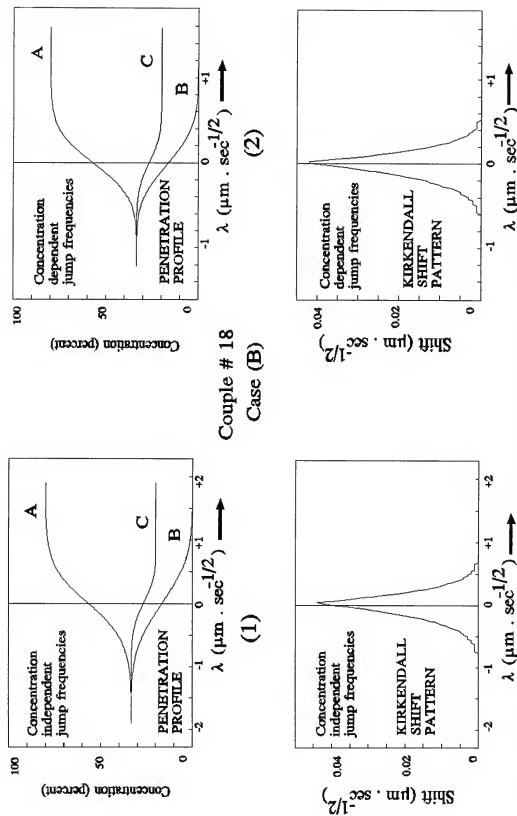 Concentration
independent
jump frequencies
A
C
B
PENETRATION
PROFILE
Concentration (percent)
100
50
0
-2
-1
0
+1
+2
λ (μm . sec-1/2)
(1)
Couple # 18
Case (B)
Concentration
dependent
jump frequencies
A
C
B
PENETRATION
PROFILE
Concentration (percent)
100
50
0
-1
0
+1
λ (μm . sec-1/2)
(2)
Concentration
independent
jump frequencies
KIRKENDALL
SHIFT
PATTERN
Shift (μm . sec-1/2)
0.04
0.02
0
-2
-1
0
+1
+2
λ (μm . sec-1/2)
Concentration
dependent
jump frequencies
KIRKENDALL
SHIFT
PATTERN
Shift (μm . sec-1/2)
0.04
0.02
0
-1
0
+1
λ (μm . sec-1/2)